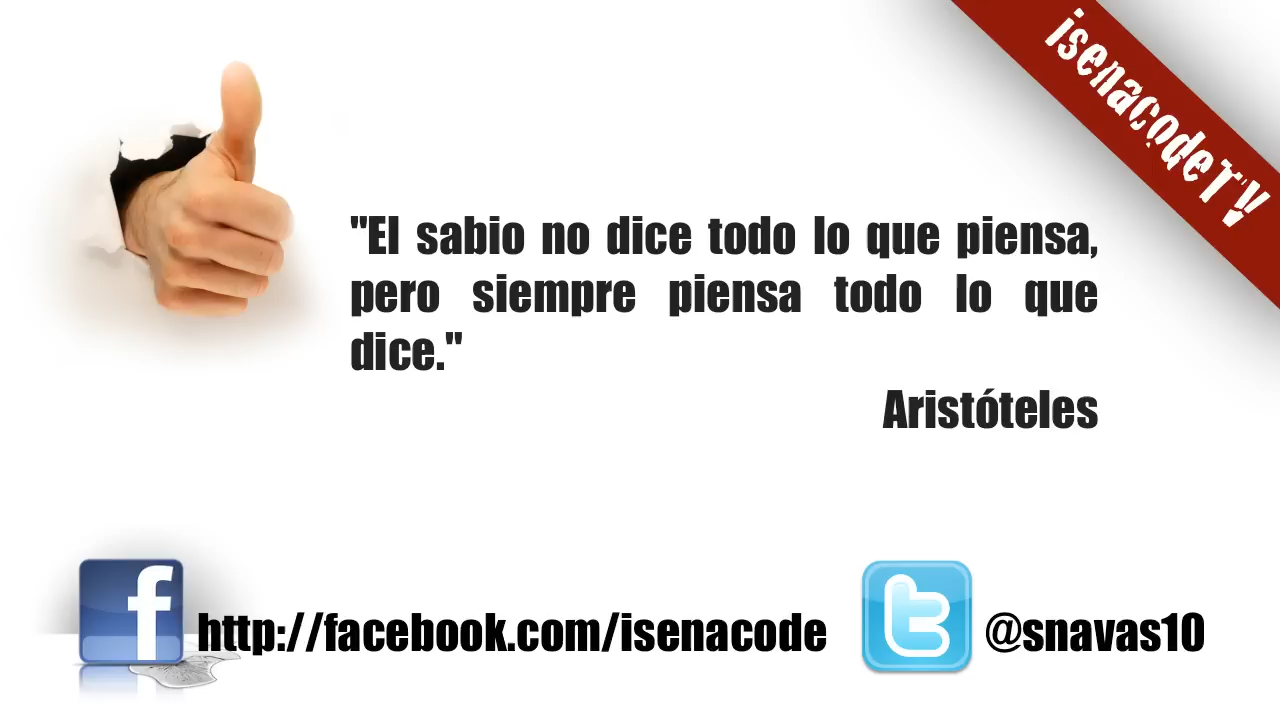 isenacodeTV
"El sabio no dice todo lo que piensa,
pero siempre piensa todo lo que
dice."
Aristóteles
http://facebook.com/isenacode
@snavas10